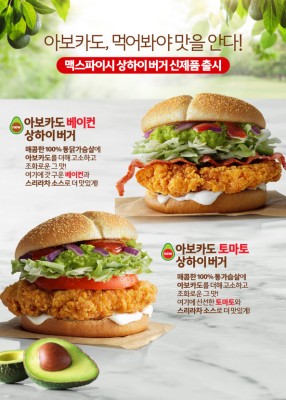 아보카도, 먹어봐야 맛을 안다!
맥스파이시 상하이 버거 신제품 출시
아보카도 베이컨
상하이 버거
매콤한 100% 통닭가슴살에
아보카도를 더해 고소하고
조화로운 그 맛!
여기에 갓 구운 베이컨과
스리라차 소스로 더 맛있게!
아보카도 토마토
상하이 버거
매콤한 100% 통가슴살에
아보카도를 더해 고소하고
조화로운 그 맛!
여기에 신선한 토마토와
스리라차 소스로 더 맛있게!